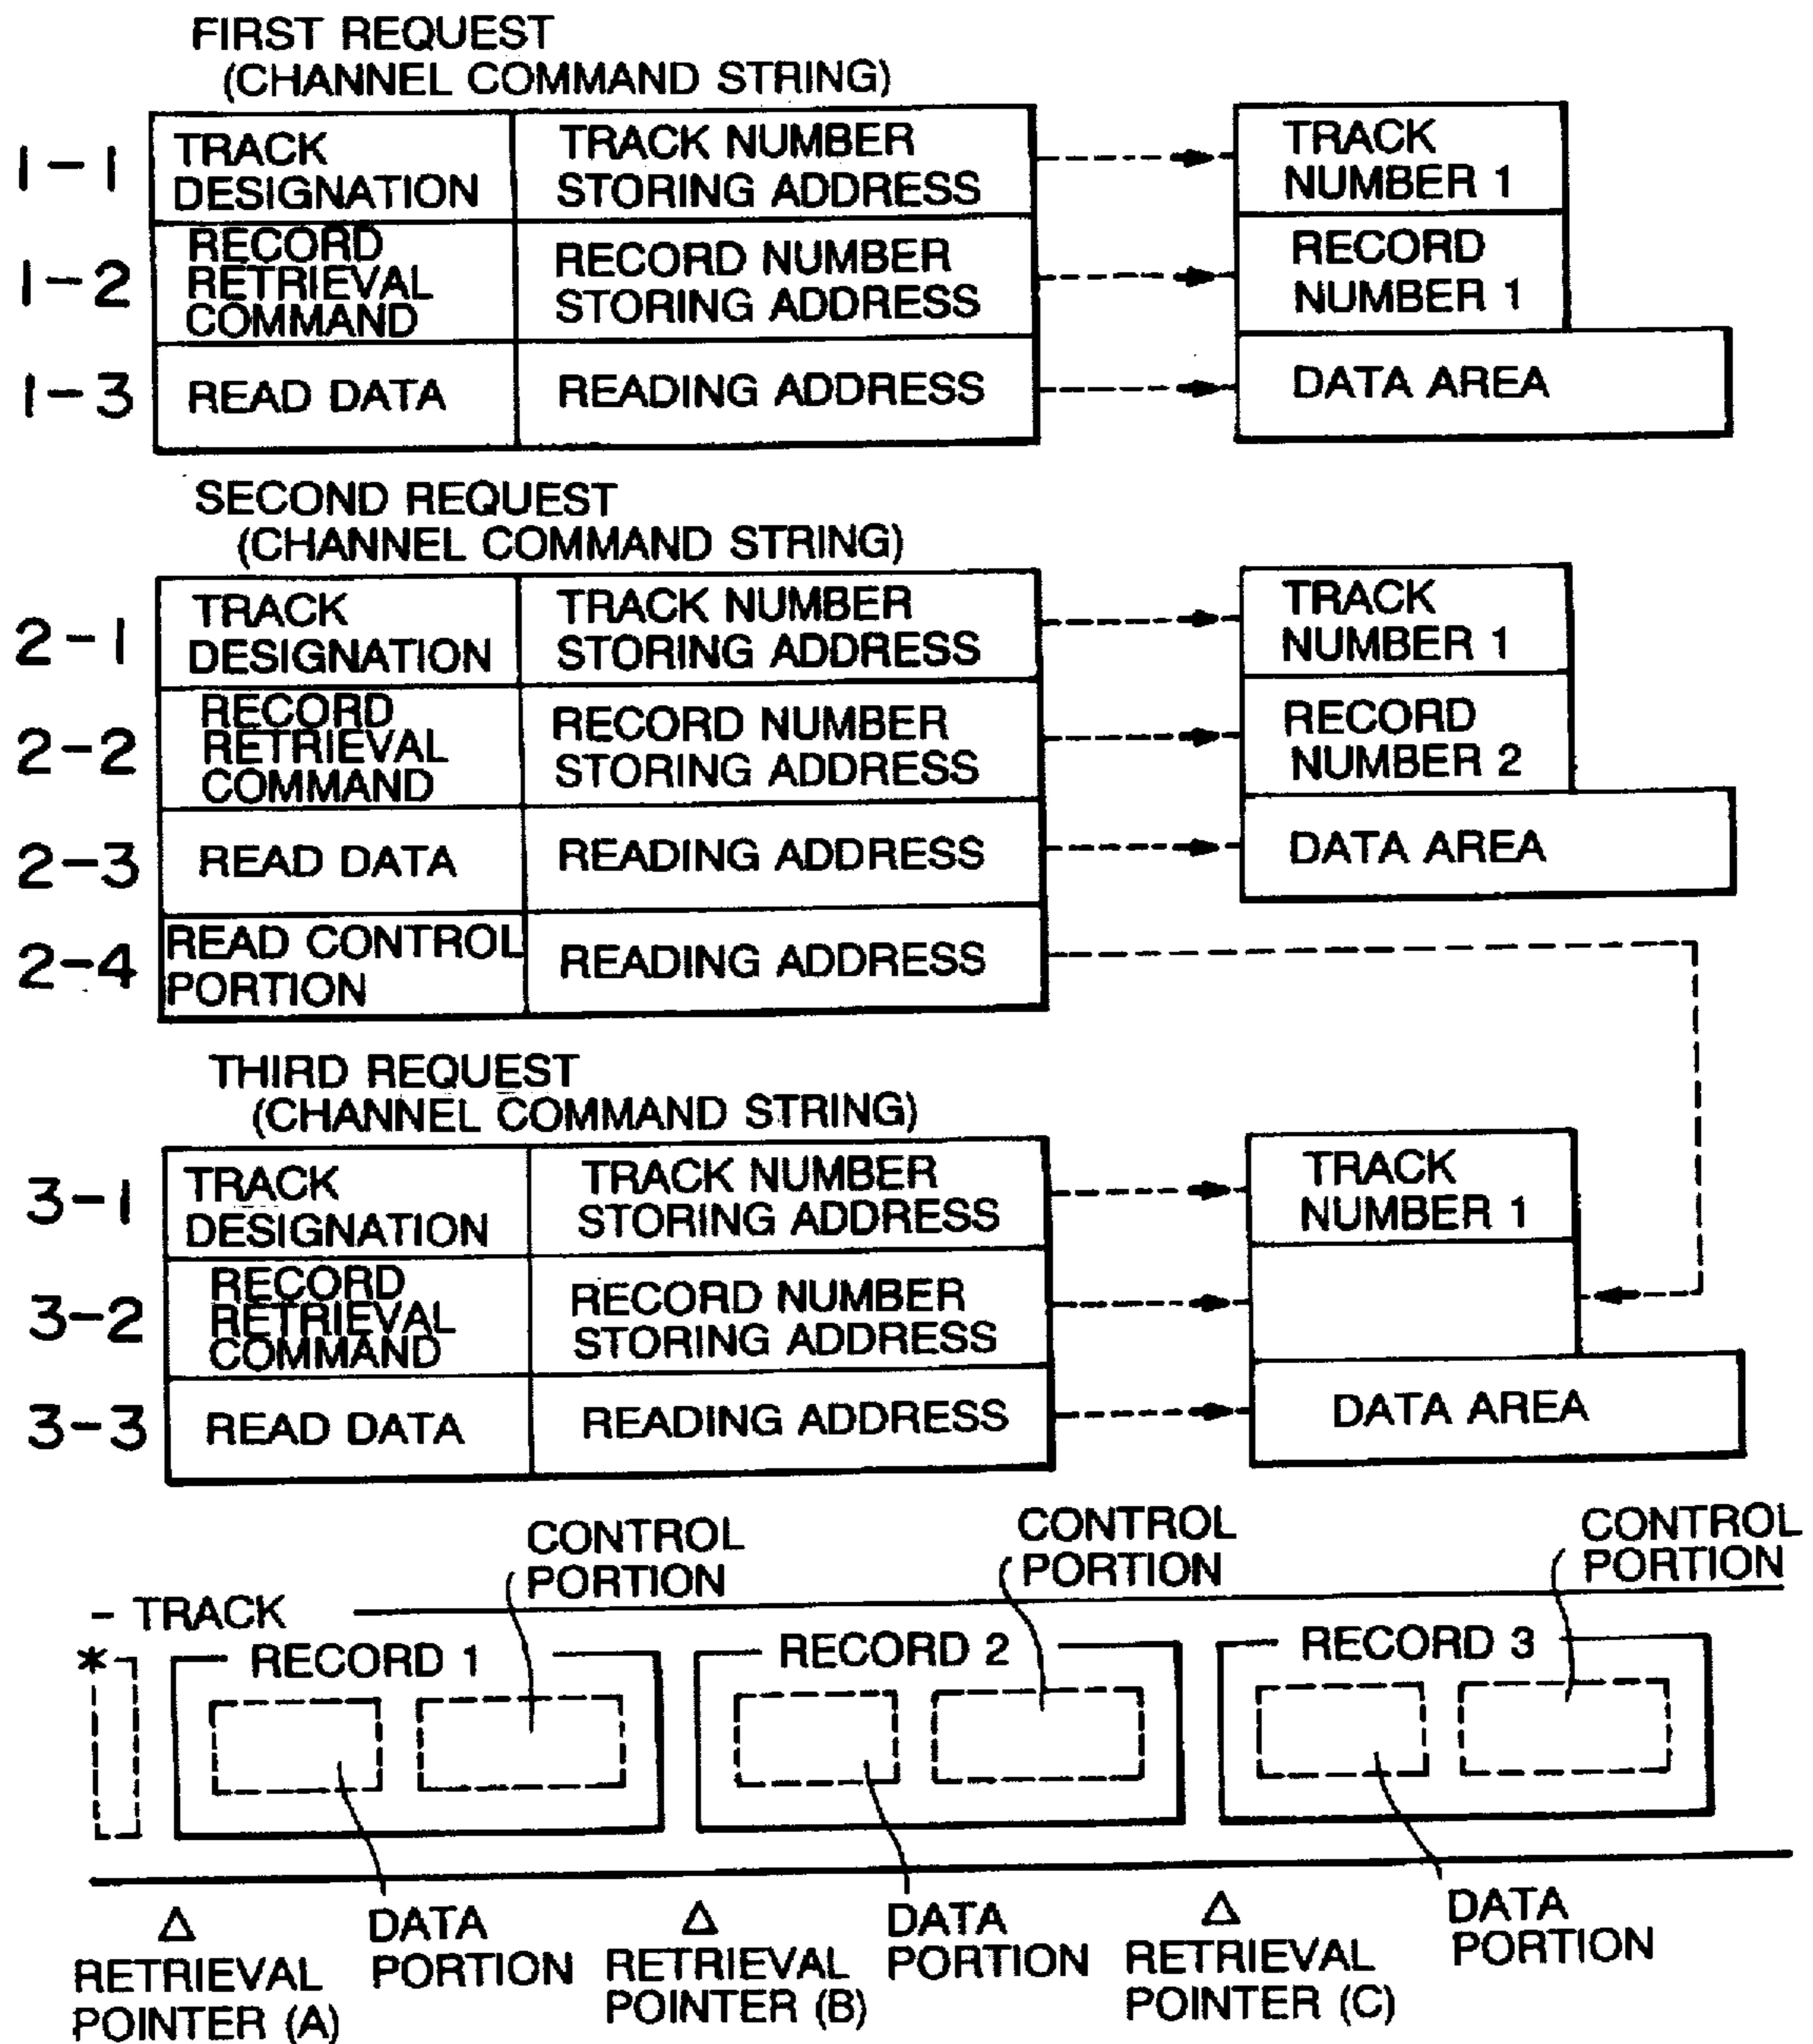 FIRST REQUEST
(CHANNEL COMMAND STRING)
1-1
TRACK
DESIGNATION
TRACK NUMBER
STORING ADDRESS
TRACK
NUMBER 1
1-2
RECORD
RETRIEVAL
COMMAND
RECORD NUMBER
STORING ADDRESS
RECORD
NUMBER 1
1-3
READ DATA
READING ADDRESS
DATA AREA
SECOND REQUEST
(CHANNEL COMMAND STRING)
2-1
TRACK
DESIGNATION
TRACK NUMBER
STORING ADDRESS
TRACK
NUMBER 1
2-2
RECORD
RETRIEVAL
COMMAND
RECORD NUMBER
STORING ADDRESS
RECORD
NUMBER 2
2-3
READ DATA
READING ADDRESS
DATA AREA
2-4
READ CONTROL
PORTION
READING ADDRESS
THIRD REQUEST
(CHANNEL COMMAND STRING)
3-1
TRACK
DESIGNATION
TRACK NUMBER
STORING ADDRESS
TRACK
NUMBER 1
3-2
RECORD
RETRIEVAL
COMMAND
RECORD NUMBER
STORING ADDRESS
3-3
READ DATA
READING ADDRESS
DATA AREA
CONTROL
PORTION
CONTROL
PORTION
CONTROL
PORTION
- TRACK
*
RECORD 1
RECORD 2
RECORD 3
Δ
RETRIEVAL
POINTER (A)
DATA
PORTION
Δ
RETRIEVAL
POINTER (B)
DATA
PORTION
Δ
RETRIEVAL
POINTER (C)
DATA
PORTION